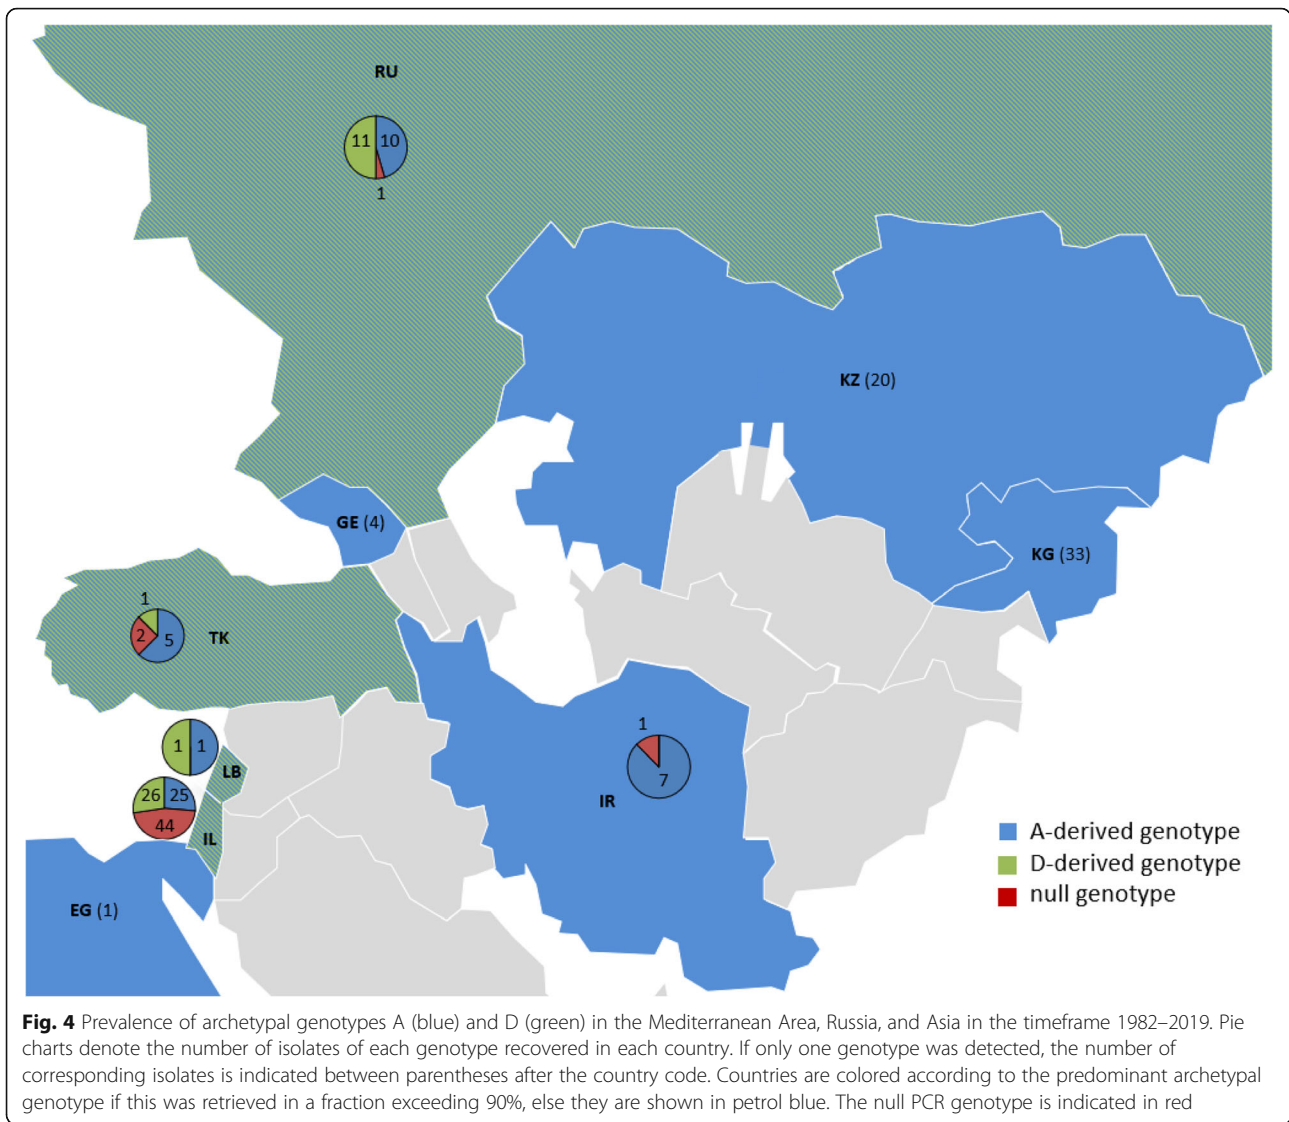 RU
11 10
1
KZ (20)
GE (4)
KG (33)
1
2 5
TK
1 1
LB
26 25
44
IL
1
7
IR
EG (1)
A-derived genotype
D-derived genotype
null genotype
Fig. 4 Prevalence of archetypal genotypes A (blue) and D (green) in the Mediterranean Area, Russia, and Asia in the timeframe 1982–2019. Pie
charts denote the number of isolates of each genotype recovered in each country. If only one genotype was detected, the number of
corresponding isolates is indicated between parentheses after the country code. Countries are colored according to the predominant archetypal
genotype if this was retrieved in a fraction exceeding 90%, else they are shown in petrol blue. The null PCR genotype is indicated in red